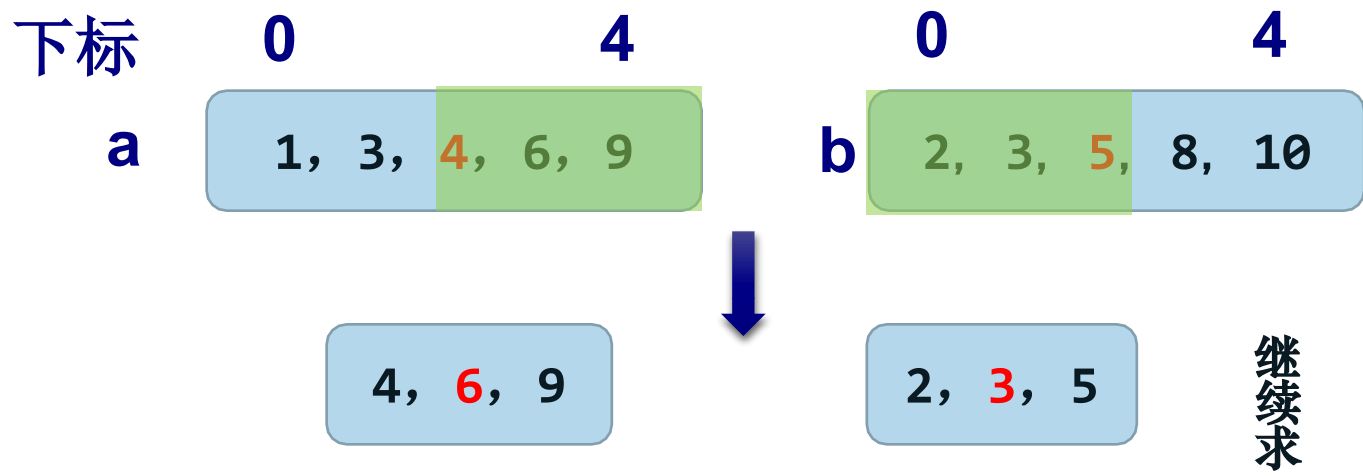 下标 0 4 0 4
a 1, 3, 4, 6, 9 b 2, 3, 5, 8, 10
4, 6, 9 2, 3, 5 继续求